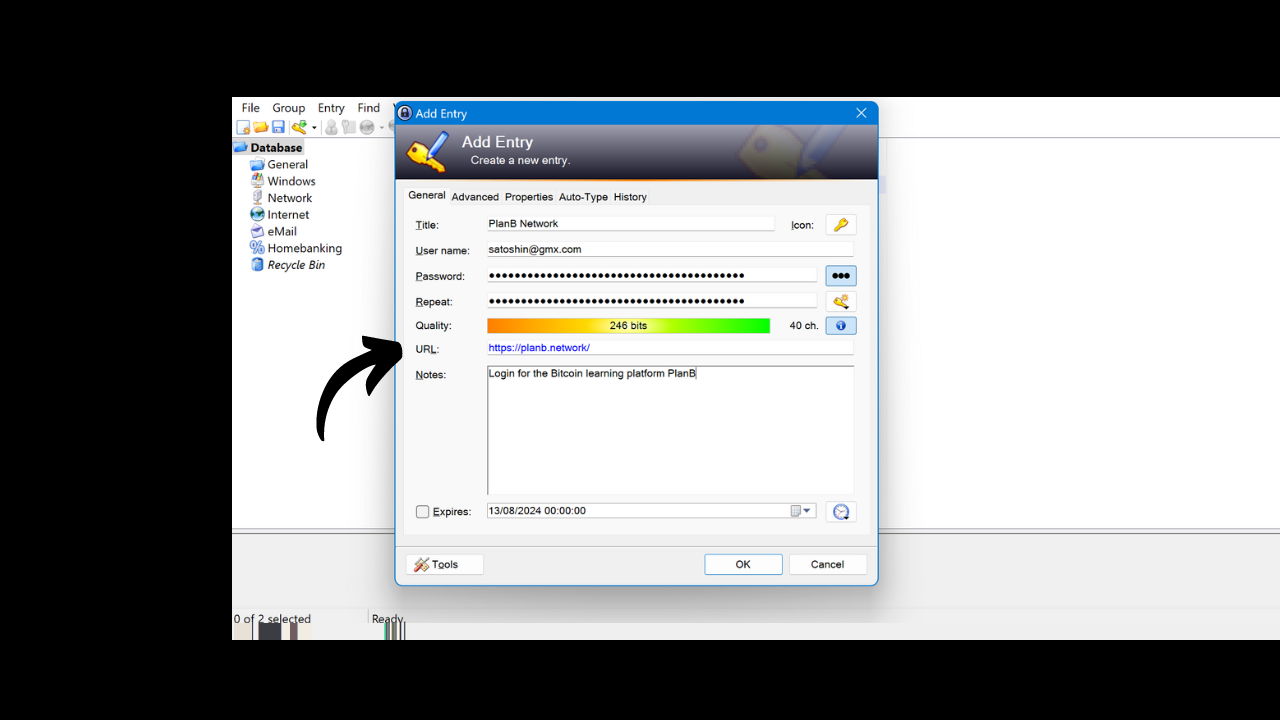 File Group Entry Find
Add Entry
Add Entry
Create a new entry.
Database
General
Windows
Network
Internet
eMail
Homebanking
Recycle Bin
General Advanced Properties Auto-Type History
Title: PlanB Network Icon:
User name: satoshin@gmx.com
Password: ●●●●●●●●●●●●●●●●●●●●●●●●●●●●●●●●●●●●●●●● ●●●
Repeat: ●●●●●●●●●●●●●●●●●●●●●●●●●●●●●●●●●●●●●●●●
Quality: 246 bits 40 ch.
URL: https://planb.network/
Notes: Login for the Bitcoin learning platform PlanB
Expires: 13/08/2024 00:00:00
Tools OK Cancel
0 of 2 selected Ready